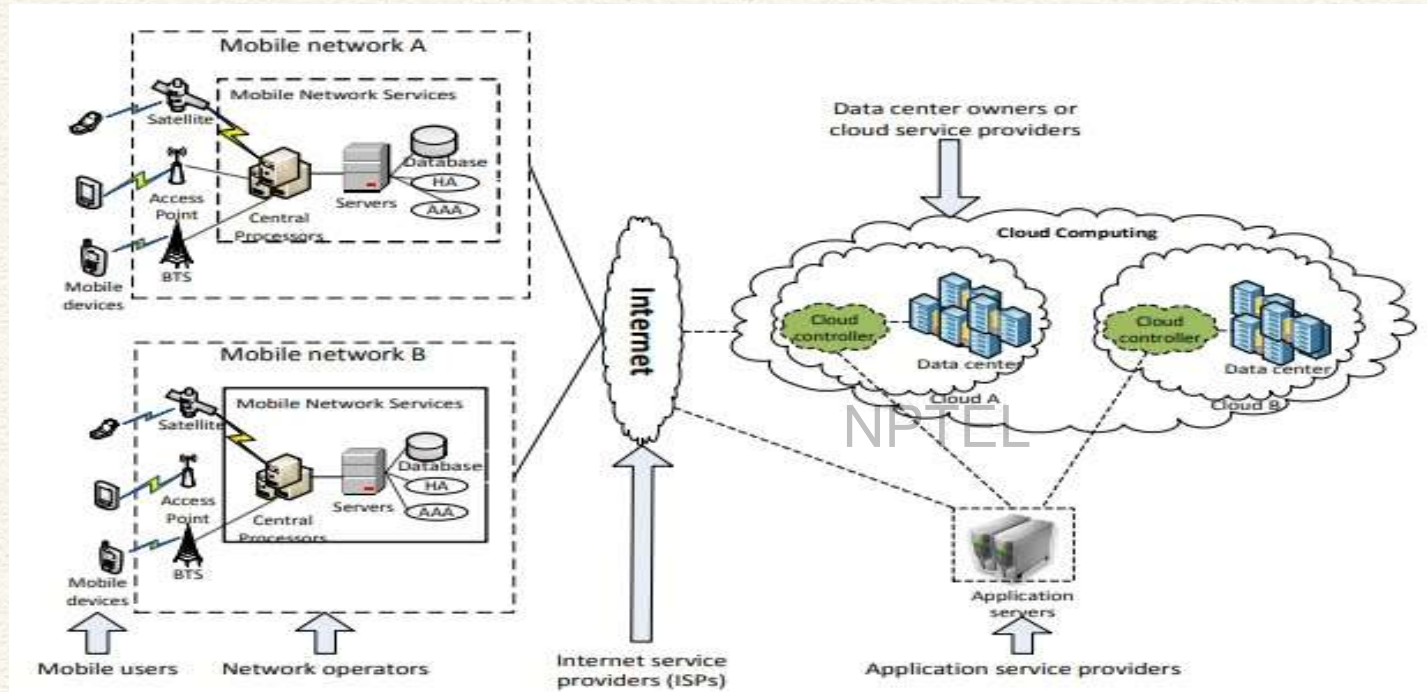 Mobile network A
Mobile Network Services
Satellite
Database
HA
AAA
Access
Point
Servers
Central
Processors
BTS
Mobile
devices
Mobile network B
Mobile Network Services
Satellite
Database
HA
AAA
Access
Point
Servers
Central
Processors
BTS
Mobile
devices
Mobile users
Network operators
Internet
Internet service
providers (ISPs)
Data center owners or
cloud service providers
Cloud Computing
Cloud
controller
Data center
Cloud A
Cloud
controller
Data center
Cloud B
NPTEL
Application
servers
Application service providers